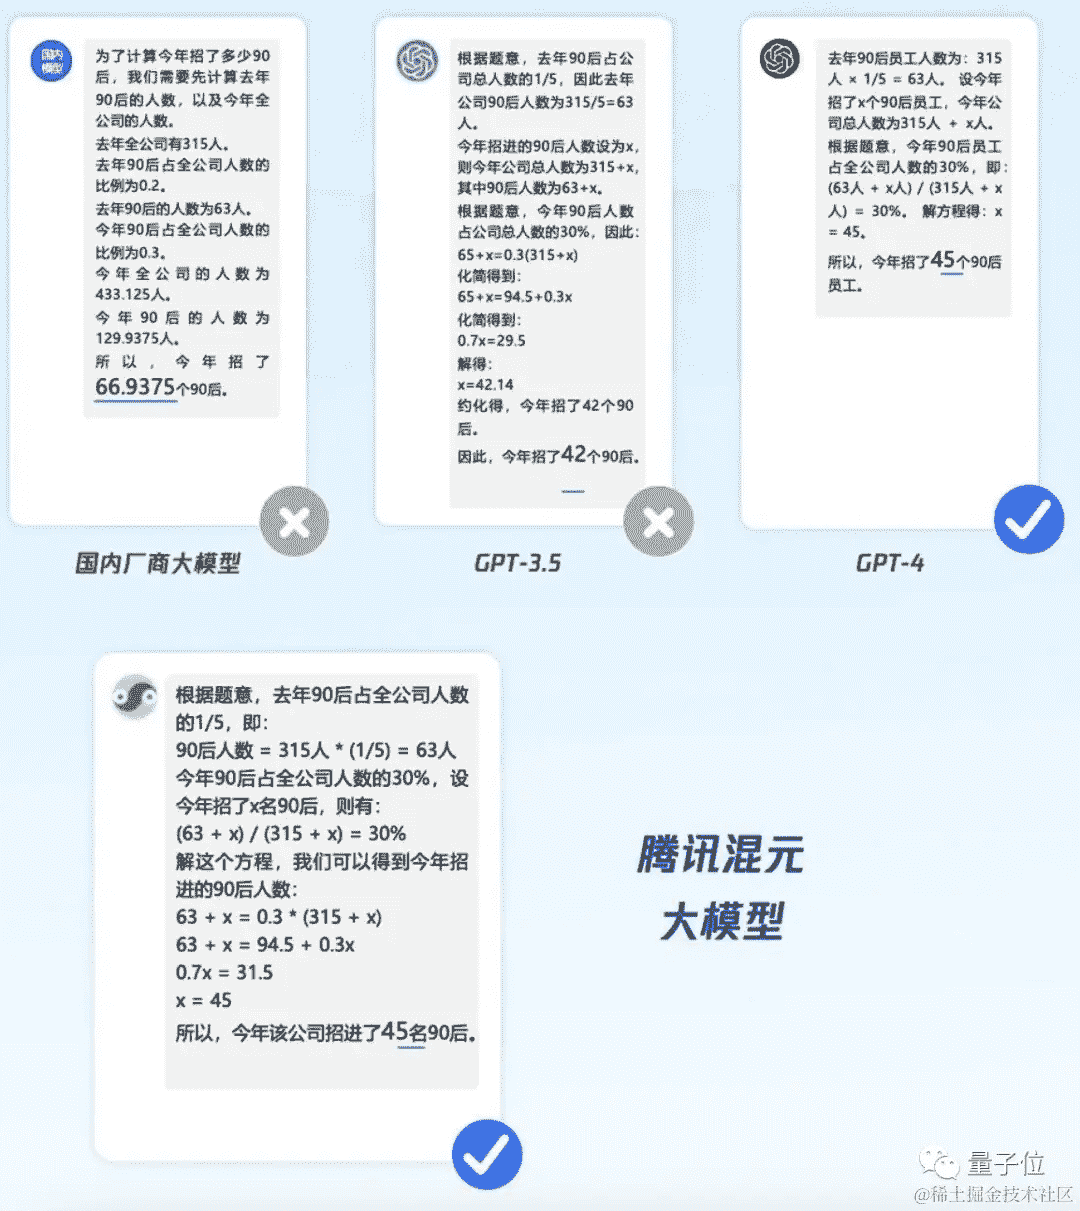 国内
模型
为了计算今年招了多少90
后，我们需要先计算去年
90后的人数，以及今年全
公司的人数。
去年全公司有315人。
去年90后占全公司人数的
比例为0.2。
去年90后的人数为63人。
今年90后占全公司人数的
比例为0.3。
今年全公司的人数为
433.125人。
今年90后的人数为
129.9375人。
所以，今年招了
66.9375个90后。
国内厂商大模型
根据题意，去年90后占公
司总人数的1/5，因此去年
公司90后人数为315/5=63
人。
今年招进的90后人数设为x，
则今年公司总人数为315+x，
其中90后人数为63+x。
根据题意，今年90后人数
占公司总人数的30%，因此：
65+x=0.3(315+x)
化简得到：
65+x=94.5+0.3x
化简得到：
0.7x=29.5
解得：
x=42.14
约化得，今年招了42个90
后。
因此，今年招了42个90后。
GPT-3.5
去年90后员工人数为：315
人 × 1/5 = 63人。 设今年
招了x个90后员工，今年公
司总人数为315人 + x人。
根据题意，今年90后员工
占全公司人数的30%，即：
(63人 + x人) / (315人 + x
人) = 30%。 解方程得：x
= 45。
所以，今年招了45个90后
员工。
GPT-4
根据题意，去年90后占全公司人数
的1/5，即：
90后人数 = 315人 * (1/5) = 63人
今年90后占全公司人数的30%，设
今年招了x名90后，则有：
(63 + x) / (315 + x) = 30%
解这个方程，我们可以得到今年招
进的90后人数：
63 + x = 0.3 * (315 + x)
63 + x = 94.5 + 0.3x
0.7x = 31.5
x = 45
所以，今年该公司招进了45名90后。
腾讯混元
大模型
量子位
@稀土掘金技术社区